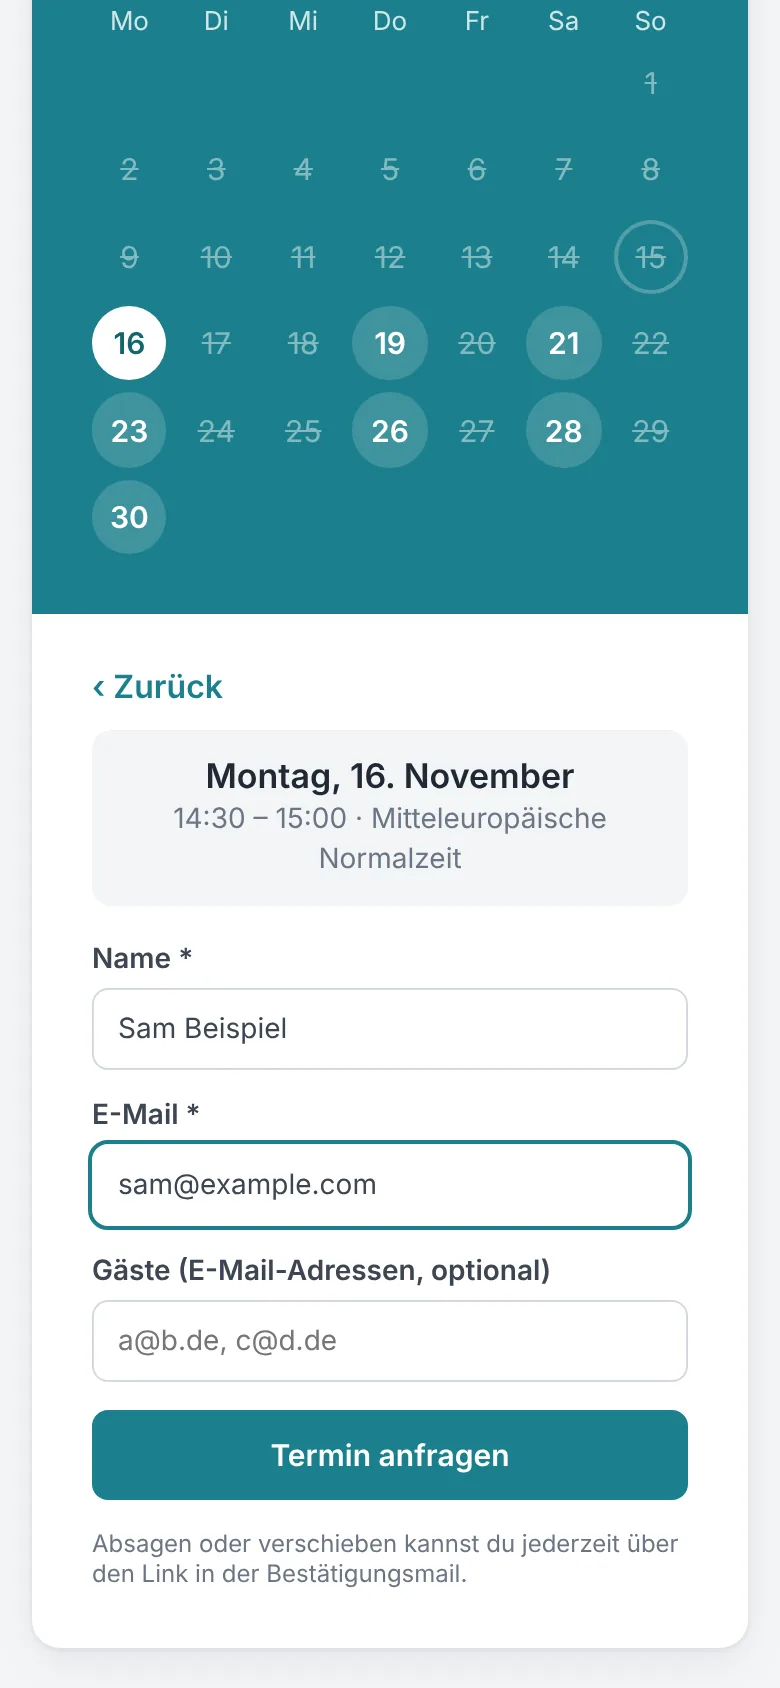 Mo Di Mi Do Fr Sa So
1
2 3 4 5 6 7 8
9 10 11 12 13 14 15
16 17 18 19 20 21 22
23 24 25 26 27 28 29
30
‹ Zurück
Montag, 16. November
14:30 – 15:00 · Mitteleuropäische
Normalzeit
Name *
Sam Beispiel
E-Mail *
sam@example.com
Gäste (E-Mail-Adressen, optional)
a@b.de, c@d.de
Termin anfragen
Absagen oder verschieben kannst du jederzeit über
den Link in der Bestätigungsmail.